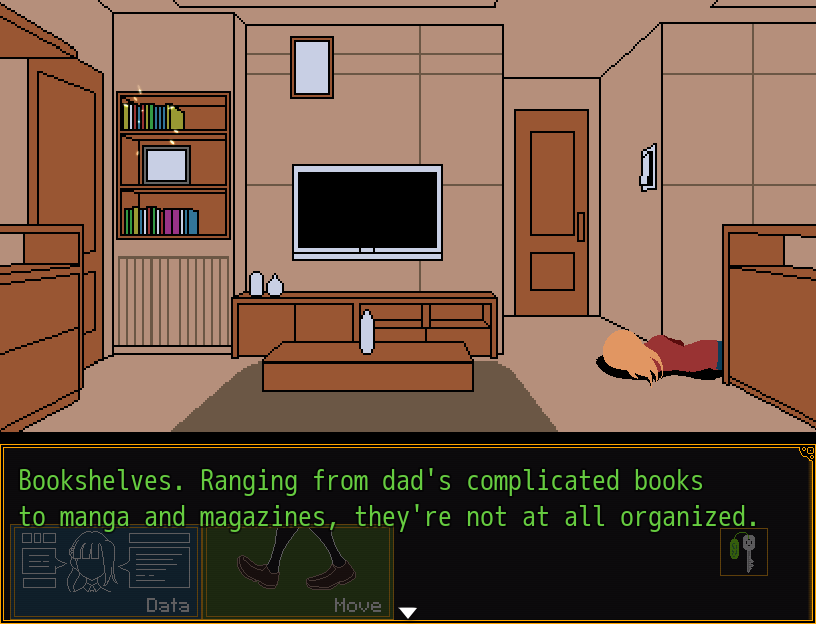 Bookshelves. Ranging from dad's complicated books
to manga and magazines, they're not at all organized.
Data
Move